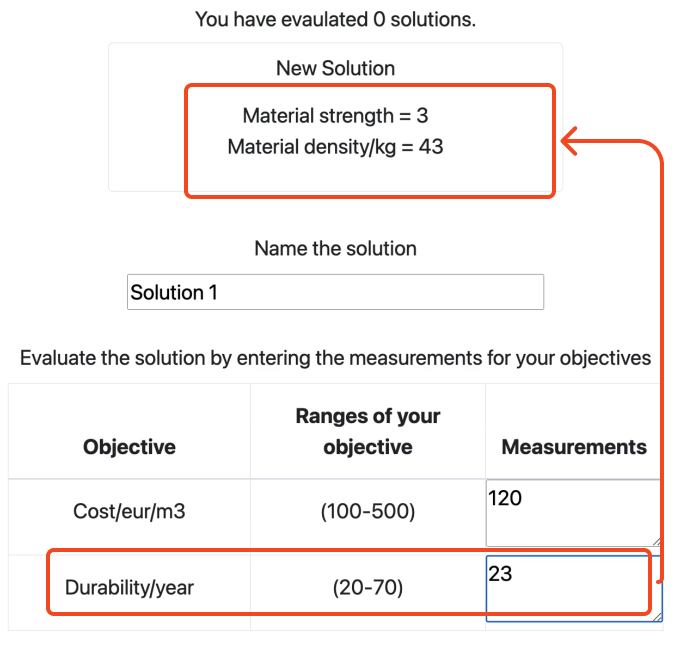 You have evaulated 0 solutions.
New Solution
Material strength = 3
Material density/kg = 43
Name the solution
Solution 1
Evaluate the solution by entering the measurements for your objectives
Objective
Ranges of your objective
Measurements
Cost/eur/m3
(100-500)
120
Durability/year
(20-70)
23